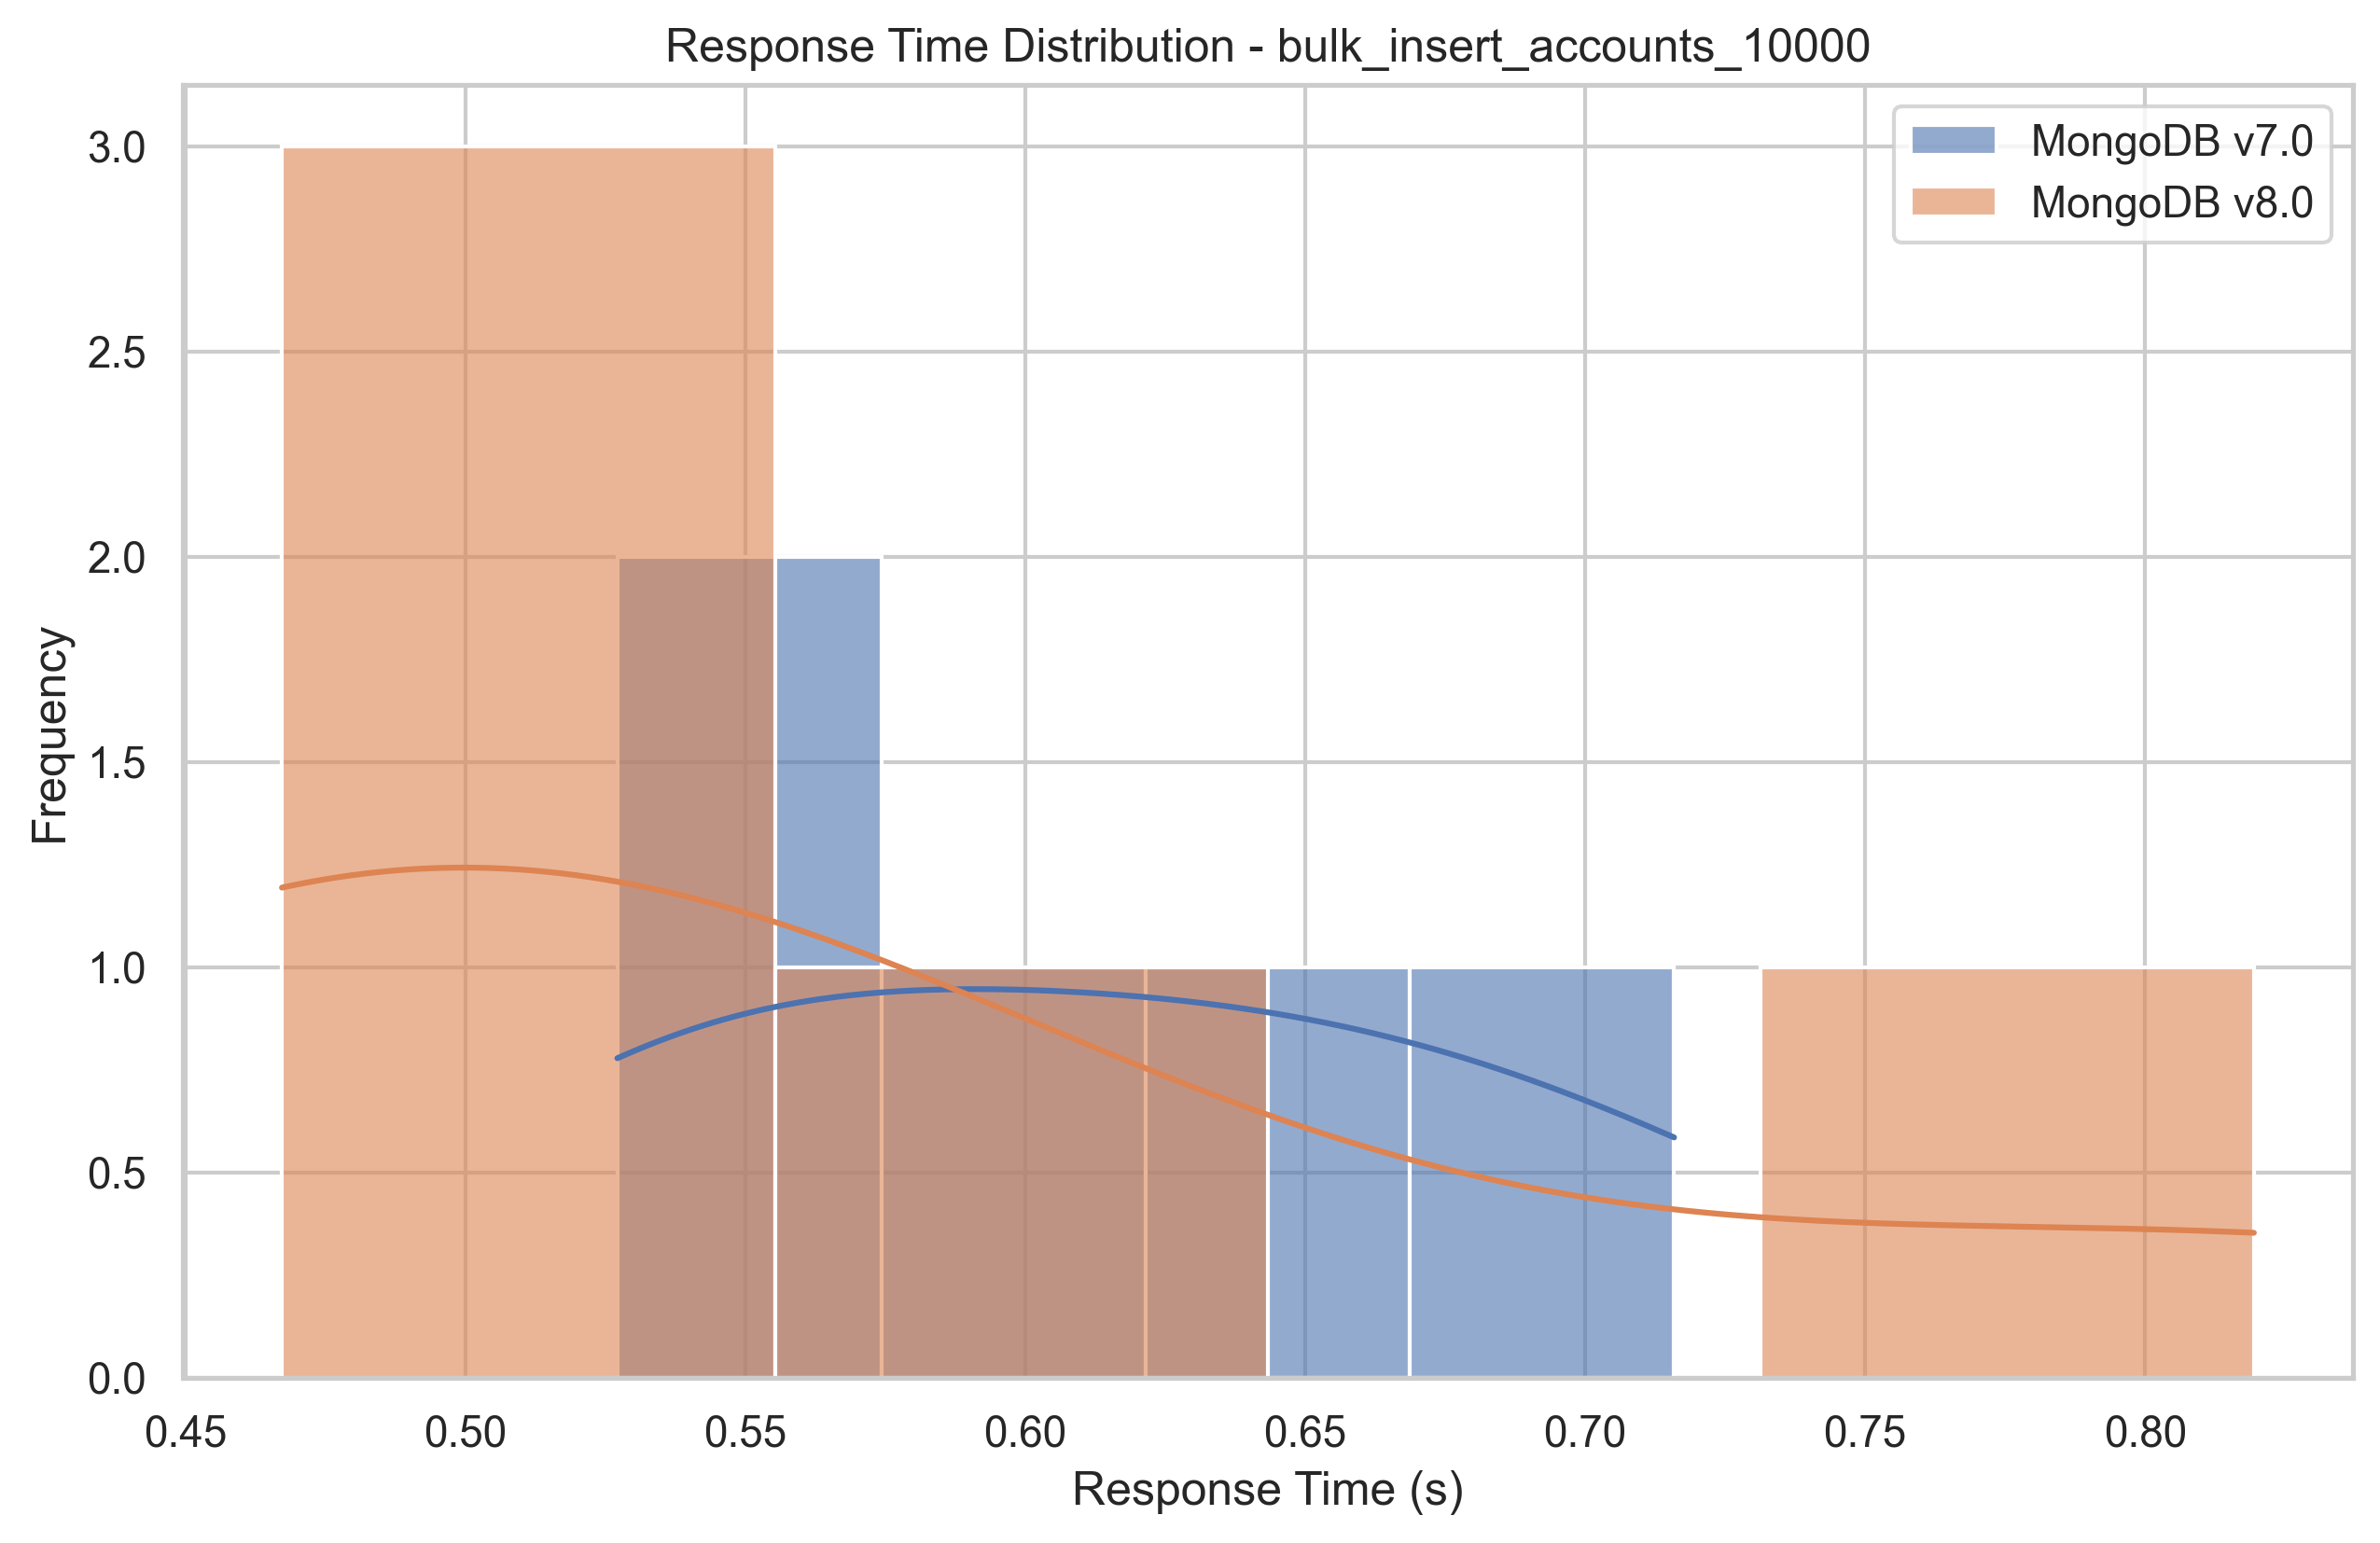 Response Time Distribution - bulk_insert_accounts_10000
MongoDB v7.0
MongoDB v8.0
Frequency
3.0
2.5
2.0
1.5
1.0
0.5
0.0
0.45 0.50 0.55 0.60 0.65 0.70 0.75 0.80
Response Time (s)